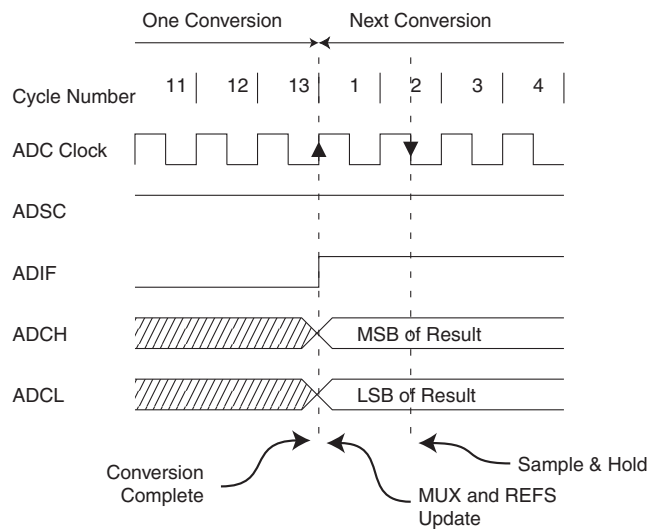 One Conversion Next Conversion
Cycle Number 11 12 13 1 2 3 4
ADC Clock
ADSC
ADIF
ADCH MSB of Result
ADCL LSB of Result
Conversion
Complete
MUX and REFS
Update
Sample & Hold